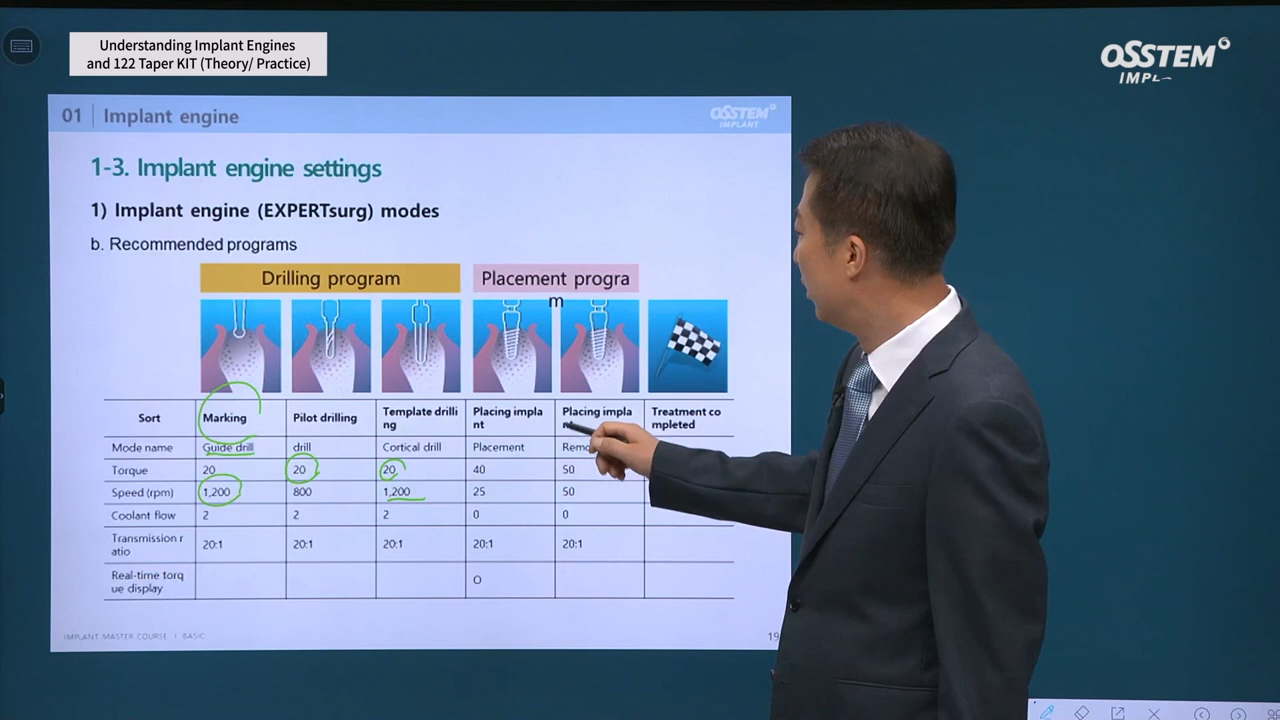 Understanding Implant Engines
and 122 Taper KIT (Theory/ Practice)
OSSTEM
IMPL
01 Implant engine
OSSTEM
IMPLANT
1-3. Implant engine settings
1) Implant engine (EXPERTsurg) modes
b. Recommended programs
Drilling program
Placement progra
m
Sort Marking Pilot drilling Template drilli
ng Placing impla
nt Placing impla Treatment co
mpleted
Mode name Guide drill drill Cortical drill Placement
Torque 20 20 20 40 50
Speed (rpm) 1,200 800 1,200 25 50
Coolant flow 2 2 2 0 0
Transmission r
atio 20:1 20:1 20:1 20:1 20:1
Real-time torq
ue display O
IMPLANT MASTER COURSE | BASIC
19